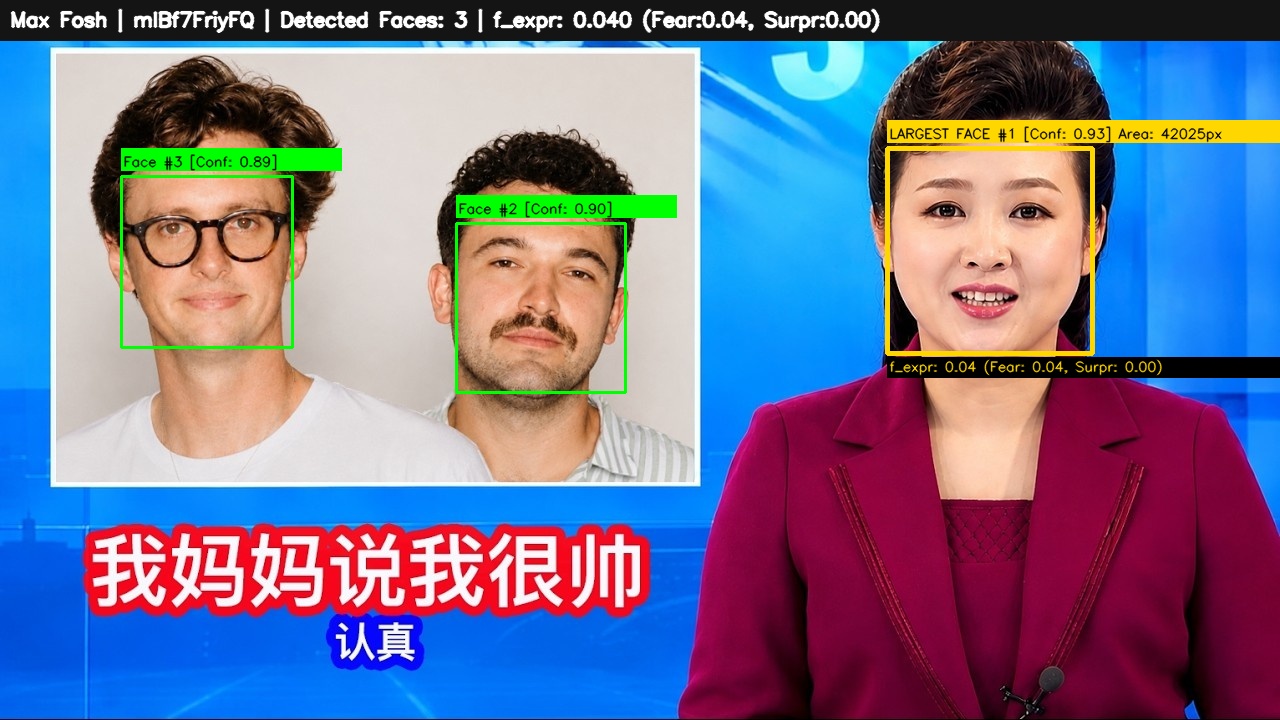 Max Fosh | mlBf7FriyFQ | Detected Faces: 3 | f_expr: 0.040 (Fear:0.04, Surpr:0.00)
LARGEST FACE #1 [Conf: 0.93] Area: 42025px
Face #3 [Conf: 0.89]
Face #2 [Conf: 0.90]
f_expr: 0.04 (Fear: 0.04, Surpr: 0.00)
我妈妈说我很帅
认真